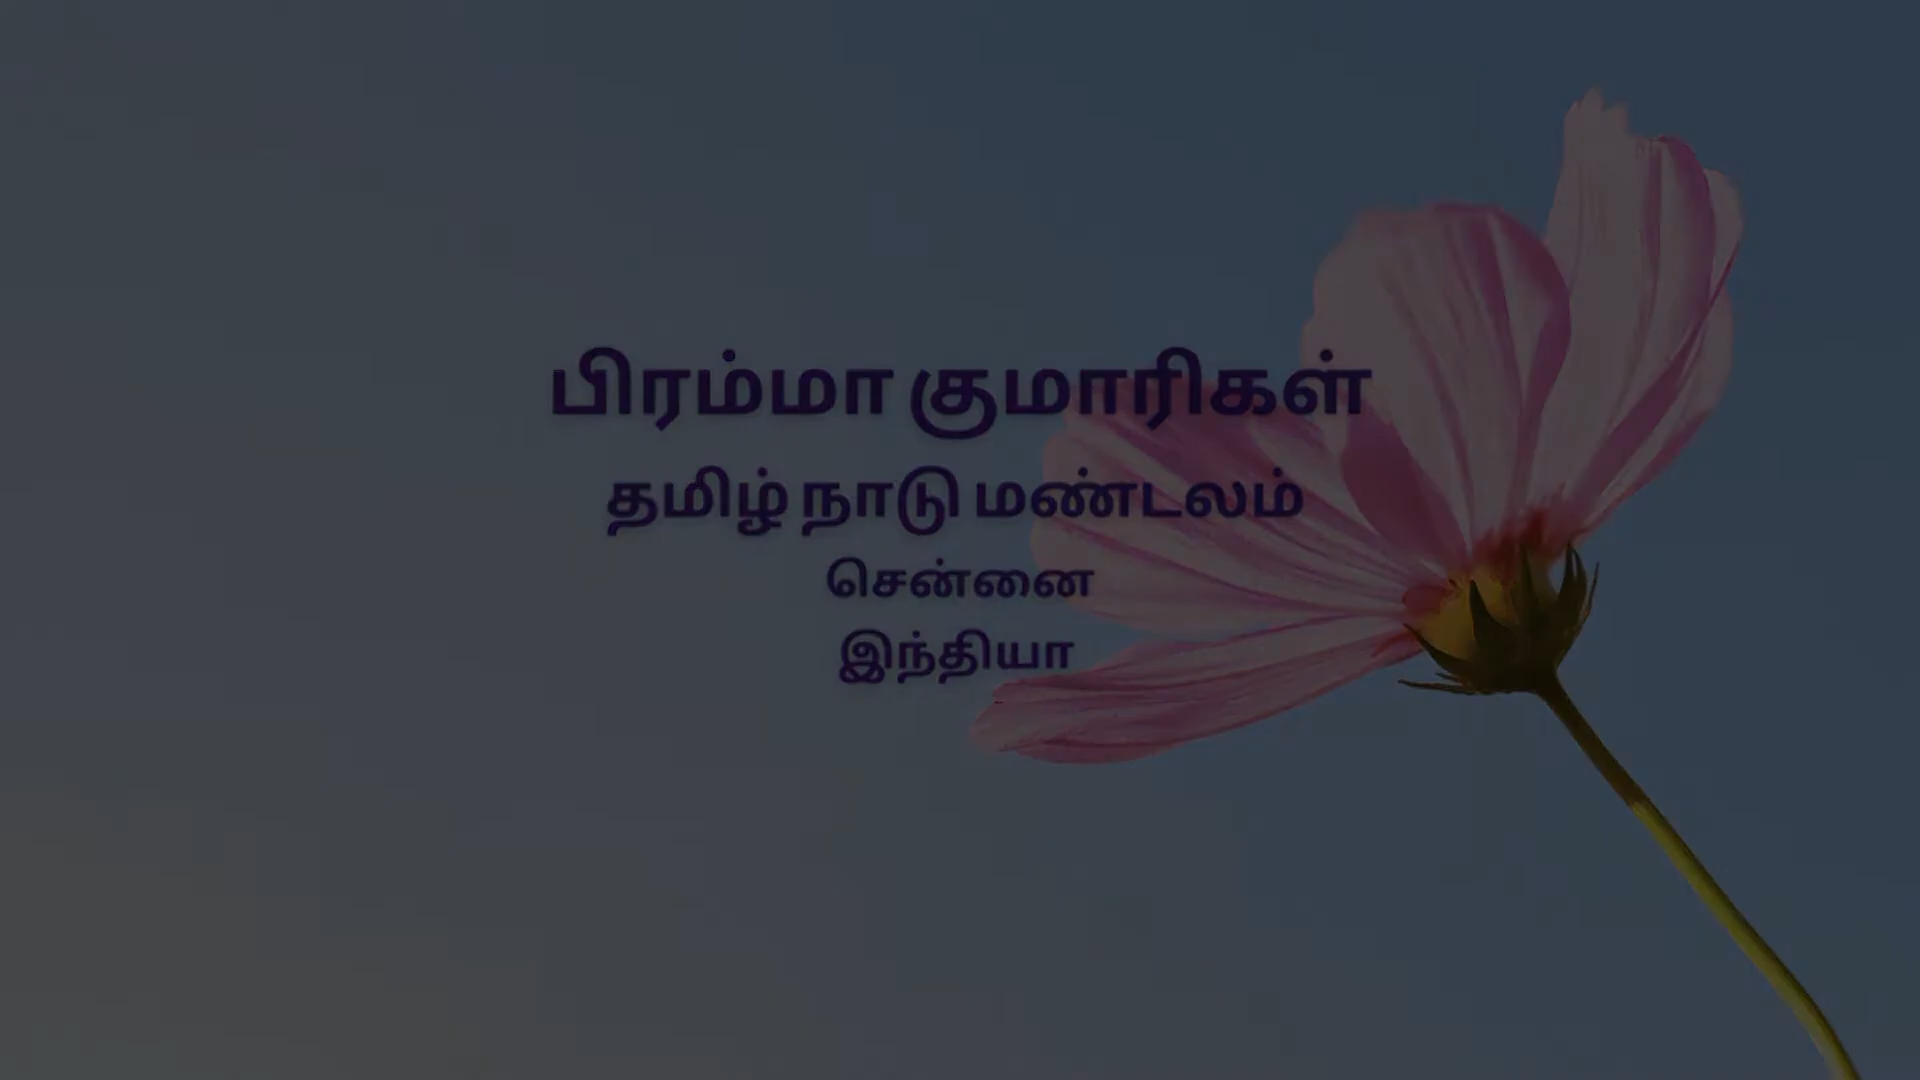 பிரம்மா குமாரிகள்
தமிழ் நாடு மண்டலம்
சென்னை
இந்தியா